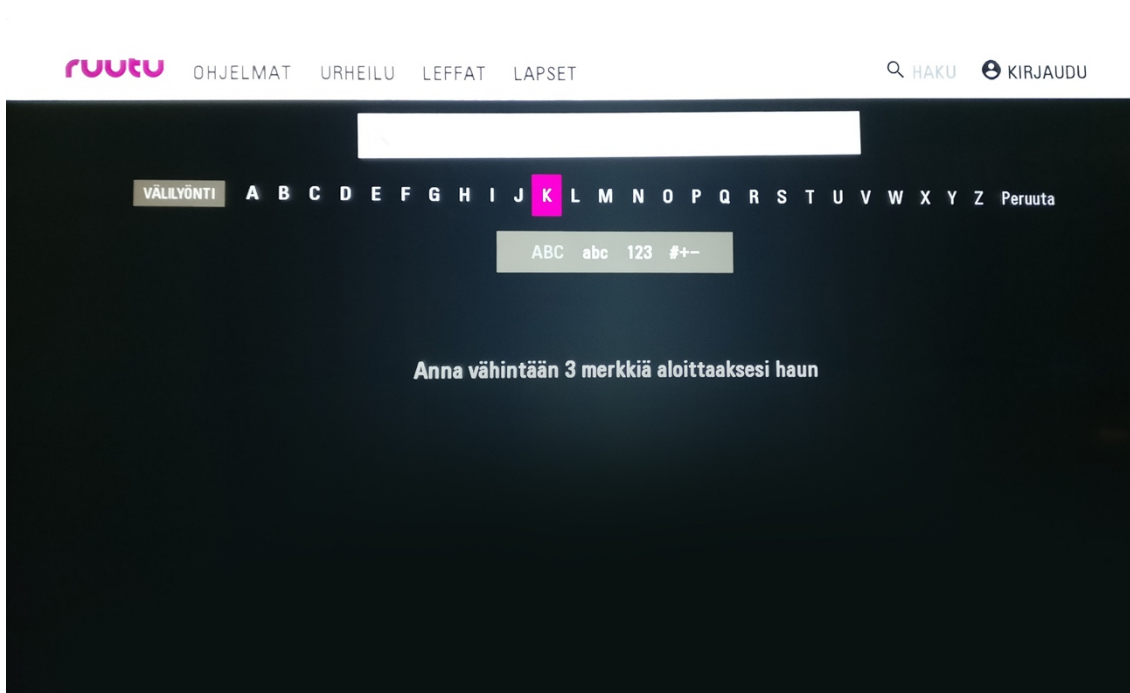 ruutu OHJELMAT URHEILU LEFFAT LAPSET HAKU KIRJAUDU
VÄLILYÖNTI A B C D E F G H I J K L M N O P Q R S T U V W X Y Z Peruuta
ABC abc 123 #+-
Anna vähintään 3 merkkiä aloittaaksesi haun